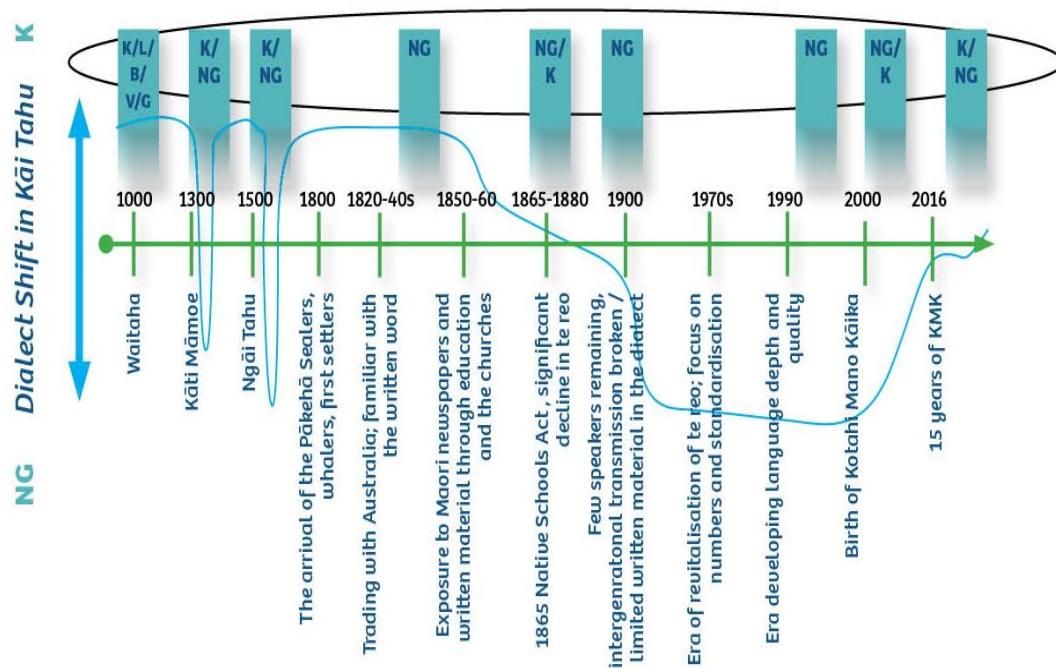 K
Dialect Shift in Kāi Tahu
NG
K/L/
B/
V/G
K/
NG
K/
NG
NG
NG/
K
NG
NG
NG/
K
K/
NG
1000
1300
1500
1800
1820-40s
1850-60
1865-1880
1900
1970s
1990
2000
2016
Waitaha
Kāti Māmoe
Ngāi Tahu
The arrival of the Pākehā Sealers,
whalers, first settlers
Trading with Australia; familiar with
the written word
Exposure to Maori newspapers and
written material through education
and the churches
1865 Native Schools Act, significant
decline in te reo
Few speakers remaining,
intergenratonal transmission broken /
limited written material in the dialect
Era of revitalisation of te reo; focus on
numbers and standardisation
Era developing language depth and
quality
Birth of Kotahi Mano Kāika
15 years of KMK